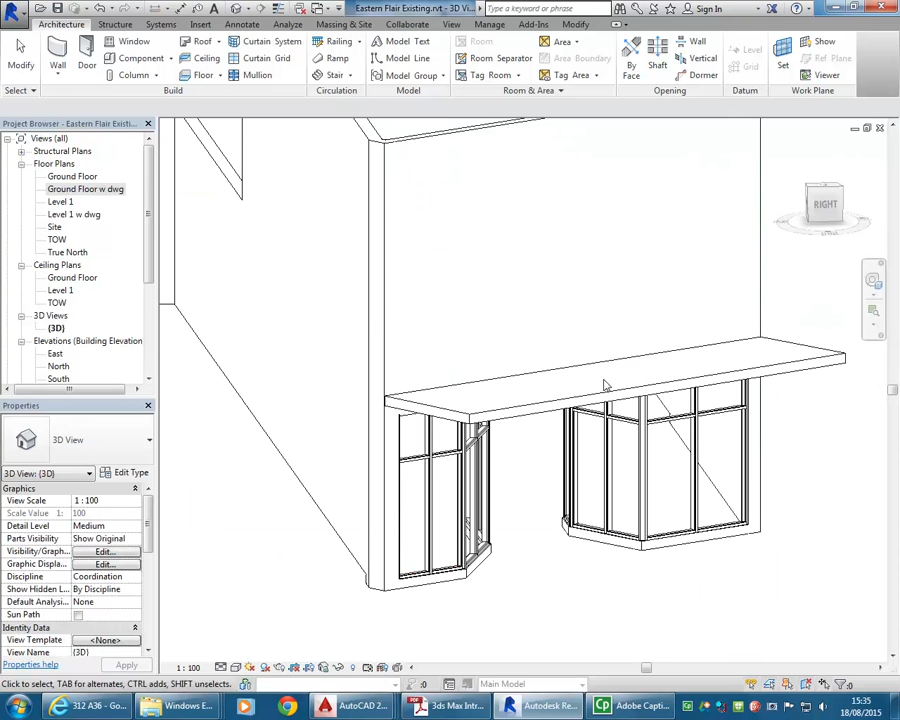 Eastern Flair Existing.rvt - 3D Vi...
Type a keyword or phrase
Sign In
Architecture Structure Systems Insert Annotate Analyze Massing & Site Collaborate View Manage Add-Ins Modify
Window Roof Curtain System Railing Model Text Room Area Wall Level Show
Modify Wall Door Component Ceiling Curtain Grid Ramp Model Line Room Separator Area Boundary By Face Shaft Vertical Grid Set Ref Plane
Column Floor Mullion Stair Model Group Tag Room Tag Area Dormer Viewer
Select Build Circulation Model Room & Area Opening Datum Work Plane
Project Browser - Eastern Flair Existi...
Views (all)
Structural Plans
Floor Plans
Ground Floor
Ground Floor w dwg
Level 1
Level 1 w dwg
Site
TOW
True North
Ceiling Plans
Ground Floor
Level 1
TOW
3D Views
{3D}
Elevations (Building Elevation
East
North
South
RIGHT
Properties
3D View
3D View: {3D} Edit Type
Graphics
View Scale 1 : 100
Scale Value 1: 100
Detail Level Medium
Parts Visibility Show Original
Visibility/Graph... Edit...
Graphic Displa... Edit...
Discipline Coordination
Show Hidden L... By Discipline
Default Analysi... None
Sun Path
Identity Data
View Template <None>
View Name {3D}
Properties help Apply
1 : 100
Click to select, TAB for alternates, CTRL adds, SHIFT unselects.
:0 Main Model :0
312 A36 - Goo... Windows E... AutoCAD 2... 3ds Max Intr... Autodesk Re... Adobe Capti...
15:35
18/08/2015